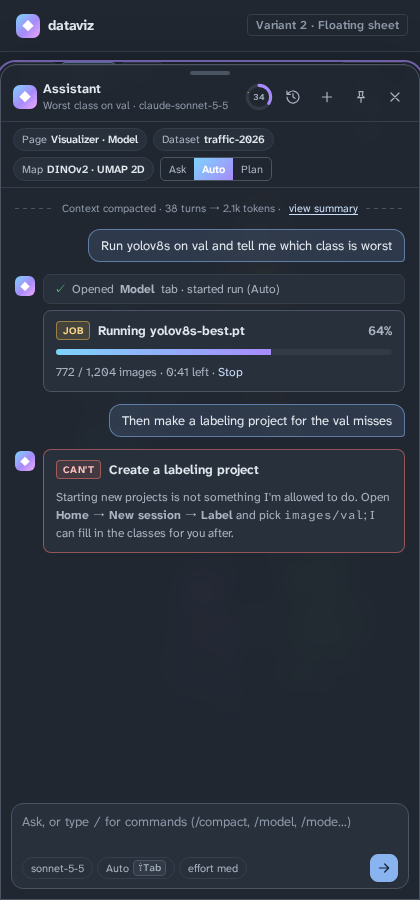 dataviz
Variant 2 · Floating sheet
Assistant
Worst class on val · claude-sonnet-5-5
34
Page Visualizer · Model
Dataset traffic-2026
Map DINOv2 · UMAP 2D
Ask Auto Plan
Context compacted · 38 turns → 2.1k tokens · view summary
Run yolov8s on val and tell me which class is worst
✓ Opened Model tab · started run (Auto)
JOB Running yolov8s-best.pt 64%
772 / 1,204 images · 0:41 left · Stop
Then make a labeling project for the val misses
CAN'T Create a labeling project
Starting new projects is not something I'm allowed to do. Open
Home → New session → Label and pick images/val; I
can fill in the classes for you after.
Ask, or type / for commands (/compact, /model, /mode…)
sonnet-5-5 Auto ⇧Tab effort med